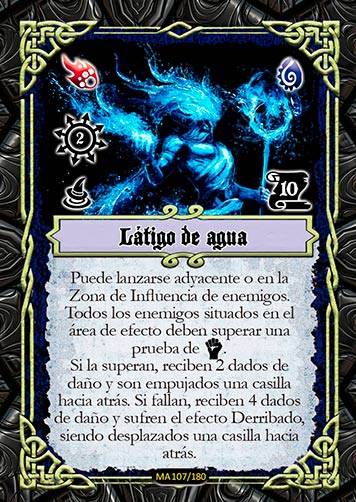 2
10
Látigo de agua
Puede lanzarse adyacente o en la
Zona de Influencia de enemigos.
Todos los enemigos situados en el
área de efecto deben superar una
prueba de .
Si la superan, reciben 2 dados de
daño y son empujados una casilla
hacia atrás. Si fallan, reciben 4 dados
de daño y sufren el efecto Derribado,
siendo desplazados una casilla hacia
atrás.
MA107/180